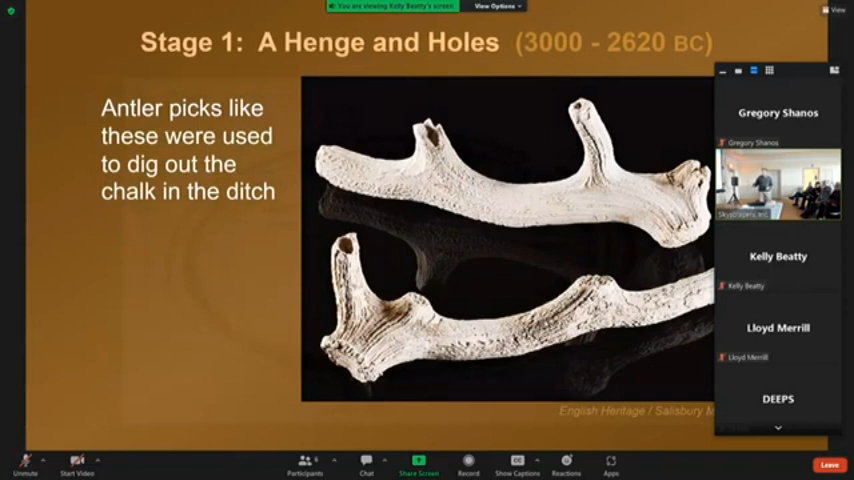 You are viewing Kelly Beatty's screen
View Options
View
Stage 1: A Henge and Holes (3000 - 2620 BC)
Antler picks like
these were used
to dig out the
chalk in the ditch
English Heritage / Salisbury M
Gregory Shanos
Gregory Shanos
Skyscrapers, Inc.
Kelly Beatty
Kelly Beatty
Lloyd Merrill
Lloyd Merrill
DEEPS
Unmute
Start Video
Participants
6
Chat
Share Screen
Record
Show Captions
Reactions
Apps
Leave